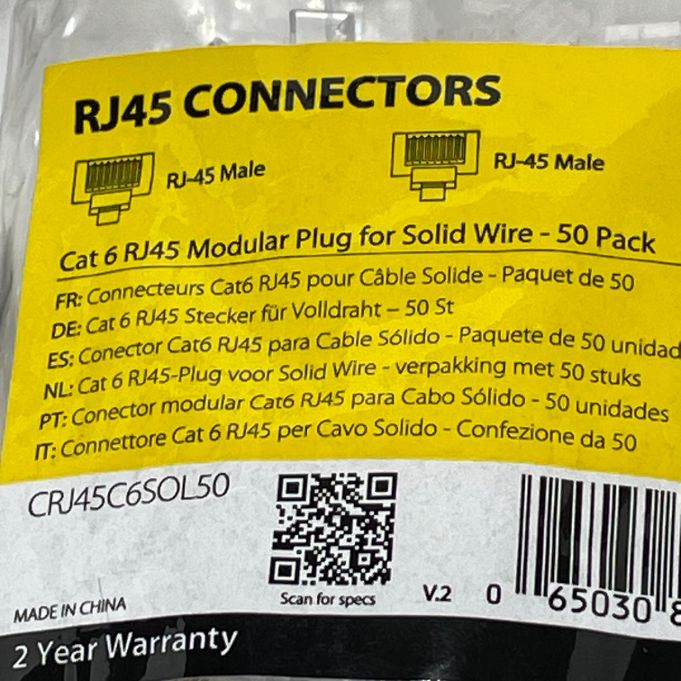 RJ45 CONNECTORS
RJ-45 Male
RJ-45 Male
Cat 6 RJ45 Modular Plug for Solid Wire - 50 Pack
FR: Connecteurs Cat6 RJ45 pour Câble Solide - Paquet de 50
DE: Cat 6 RJ45 Stecker für Volldraht – 50 St
ES: Conector Cat6 RJ45 para Cable Sólido - Paquete de 50 unidad
NL: Cat 6 RJ45-Plug voor Solid Wire - verpakking met 50 stuks
PT: Conector modular Cat6 RJ45 para Cabo Sólido - 50 unidades
IT: Connettore Cat 6 RJ45 per Cavo Solido - Confezione da 50
CRJ45C6SOL50
Scan for specs
V.2
0 65030 8
MADE IN CHINA
2 Year Warranty